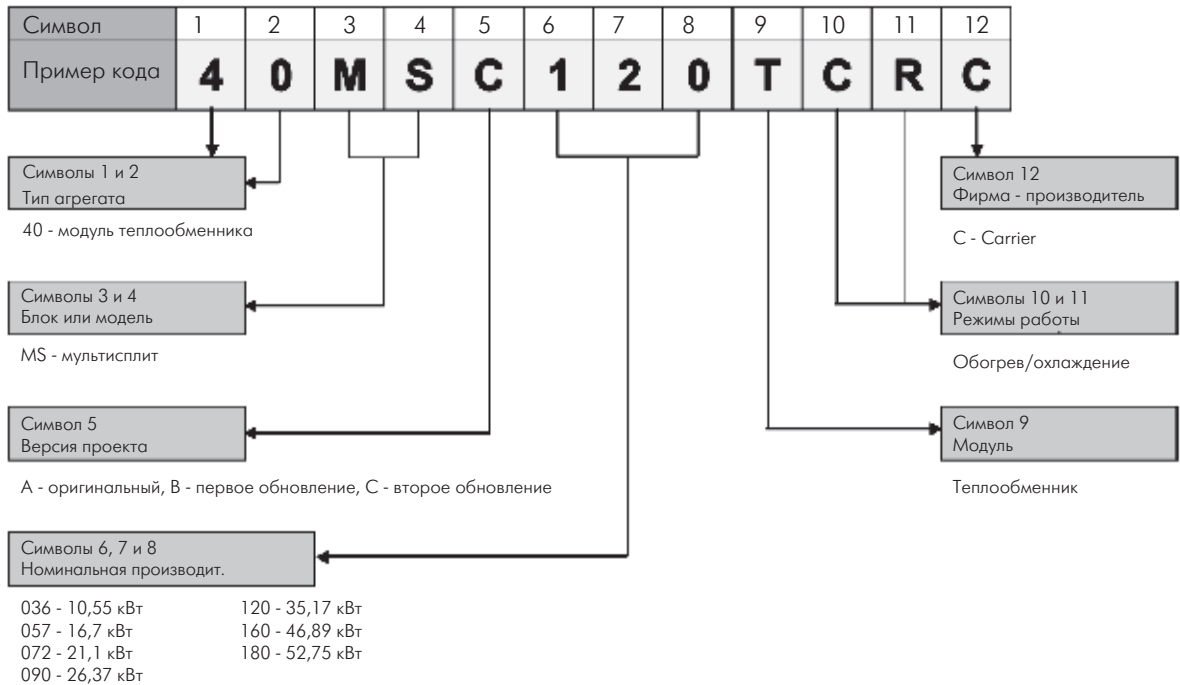 Символ 1 2 3 4 5 6 7 8 9 10 11 12
Пример кода 4 0 M S C 1 2 0 T C R C
Символы 1 и 2
Тип агрегата
40 - модуль теплообменника
Символ 12
Фирма - производитель
C - Carrier
Символы 3 и 4
Блок или модель
MS - мультисплит
Символы 10 и 11
Режимы работы
Обогрев/охлаждение
Символ 5
Версия проекта
A - оригинальный, B - первое обновление, C - второе обновление
Символ 9
Модуль
Теплообменник
Символы 6, 7 и 8
Номинальная производит.
036 - 10,55 кВт 120 - 35,17 кВт
057 - 16,7 кВт 160 - 46,89 кВт
072 - 21,1 кВт 180 - 52,75 кВт
090 - 26,37 кВт